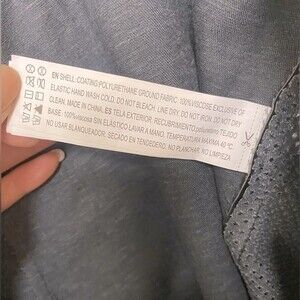 EN SHELL: COATING:POLYURETHANE GROUND FABRIC: 100%VISCOSE EXCLUSIVE OF
ELASTIC HAND WASH COLD. DO NOT BLEACH. LINE DRY. DO NOT IRON. DO NOT DRY
CLEAN. MADE IN CHINA. ES TELA EXTERIOR: RECUBRIMIENTO: poliuretano TEJIDO
BASE: 100%viscosa SIN ELÁSTICO LAVAR A MANO. TEMPERATURA MÁXIMA 40 ºC.
NO USAR BLANQUEADOR. SECADO EN TENDEDERO. NO PLANCHAR NO LIMPIEZA